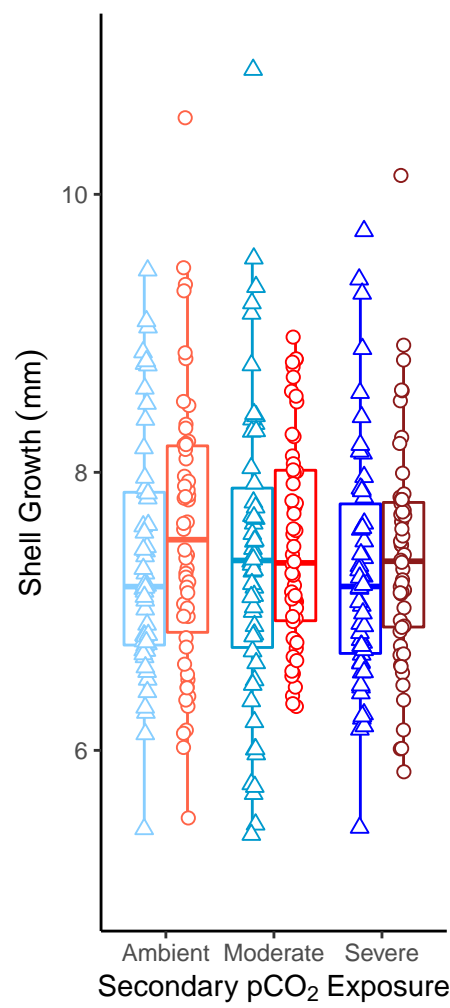 Shell Growth (mm)
10
8
6
Ambient Moderate Severe
Secondary pCO₂ Exposure